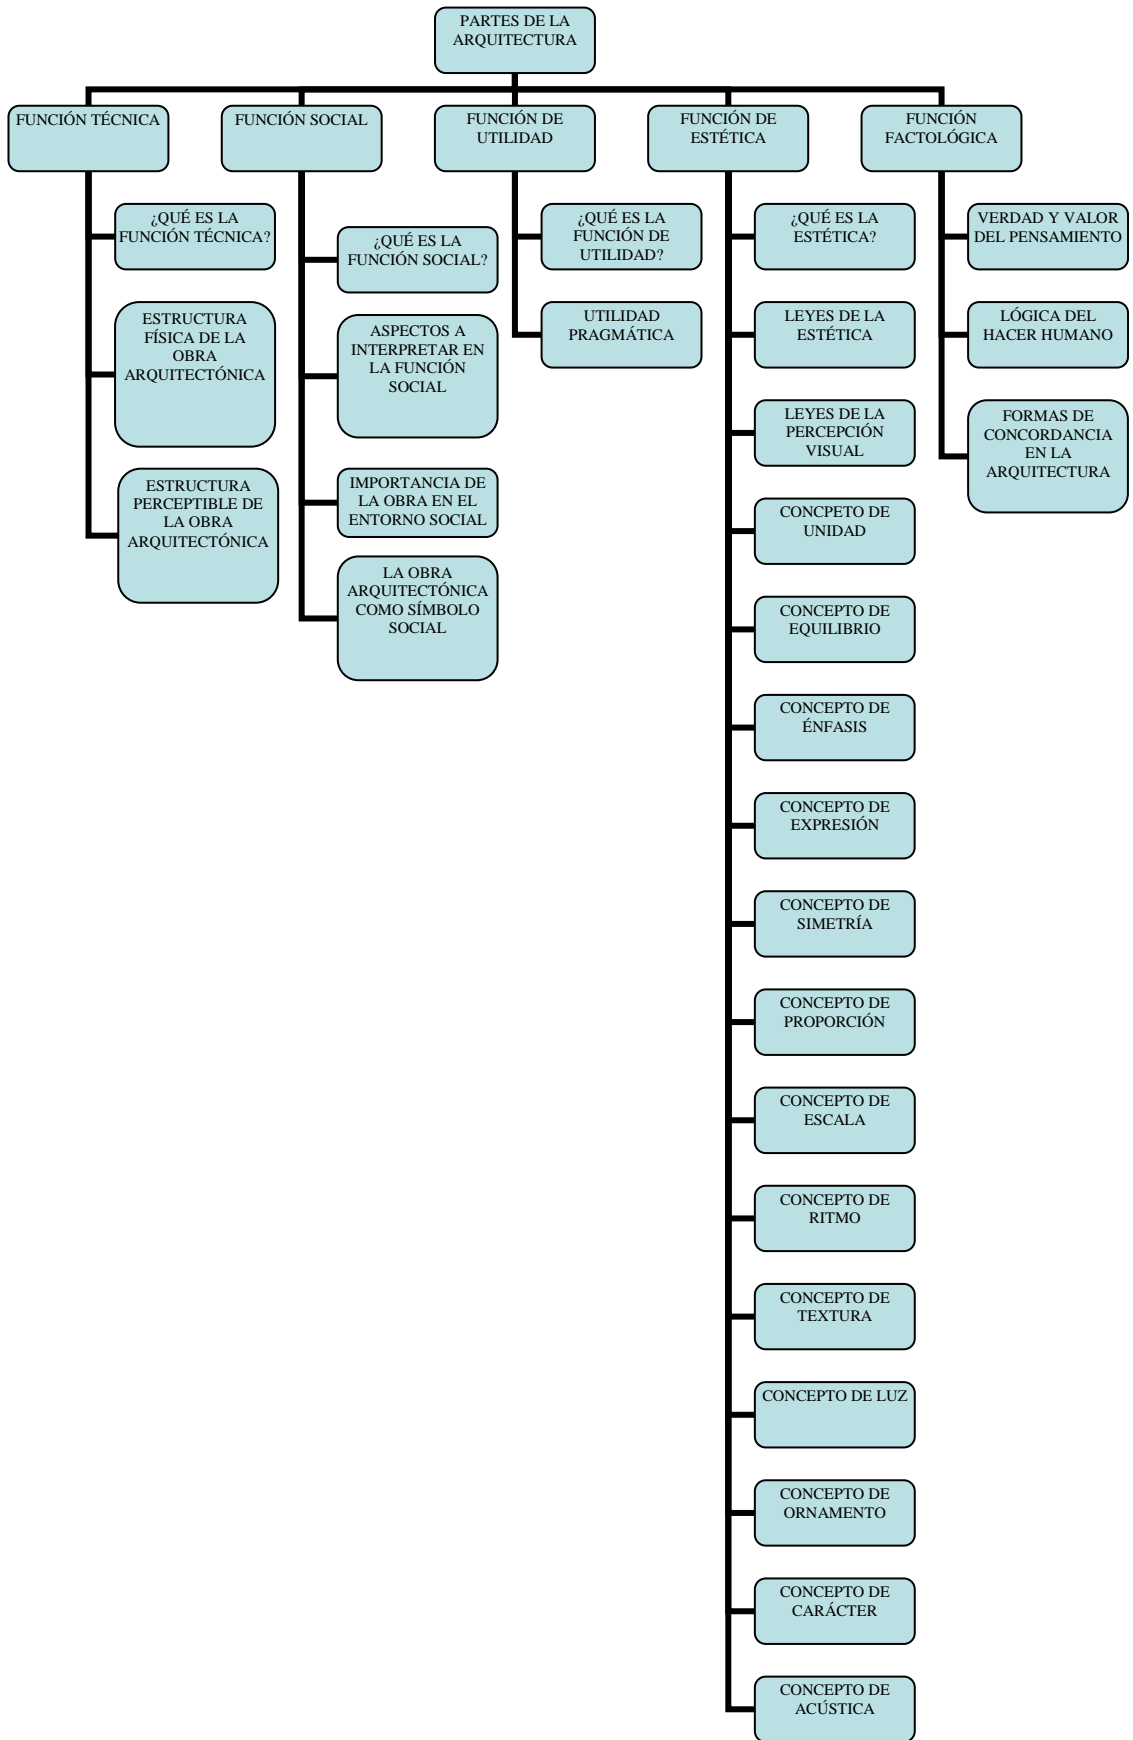 PARTES DE LA
ARQUITECTURA
FUNCIÓN TÉCNICA
FUNCIÓN SOCIAL
FUNCIÓN DE
UTILIDAD
FUNCIÓN DE
ESTÉTICA
FUNCIÓN
FACTOLÓGICA
¿QUÉ ES LA
FUNCIÓN TÉCNICA?
ESTRUCTURA
FÍSICA DE LA
OBRA
ARQUITECTÓNICA
ESTRUCTURA
PERCEPTIBLE DE
LA OBRA
ARQUITECTÓNICA
¿QUÉ ES LA
FUNCIÓN SOCIAL?
ASPECTOS A
INTERPRETAR EN
LA FUNCIÓN
SOCIAL
IMPORTANCIA DE
LA OBRA EN EL
ENTORNO SOCIAL
LA OBRA
ARQUITECTÓNICA
COMO SÍMBOLO
SOCIAL
¿QUÉ ES LA
FUNCIÓN DE
UTILIDAD?
UTILIDAD
PRAGMÁTICA
¿QUÉ ES LA
ESTÉTICA?
LEYES DE LA
ESTÉTICA
LEYES DE LA
PERCEPCIÓN
VISUAL
CONCPETO DE
UNIDAD
CONCEPTO DE
EQUILIBRIO
CONCEPTO DE
ÉNFASIS
CONCEPTO DE
EXPRESIÓN
CONCEPTO DE
SIMETRÍA
CONCEPTO DE
PROPORCIÓN
CONCEPTO DE
ESCALA
CONCEPTO DE
RITMO
CONCEPTO DE
TEXTURA
CONCEPTO DE LUZ
CONCEPTO DE
ORNAMENTO
CONCEPTO DE
CARÁCTER
CONCEPTO DE
ACÚSTICA
VERDAD Y VALOR
DEL PENSAMIENTO
LÓGICA DEL
HACER HUMANO
FORMAS DE
CONCORDANCIA
EN LA
ARQUITECTURA